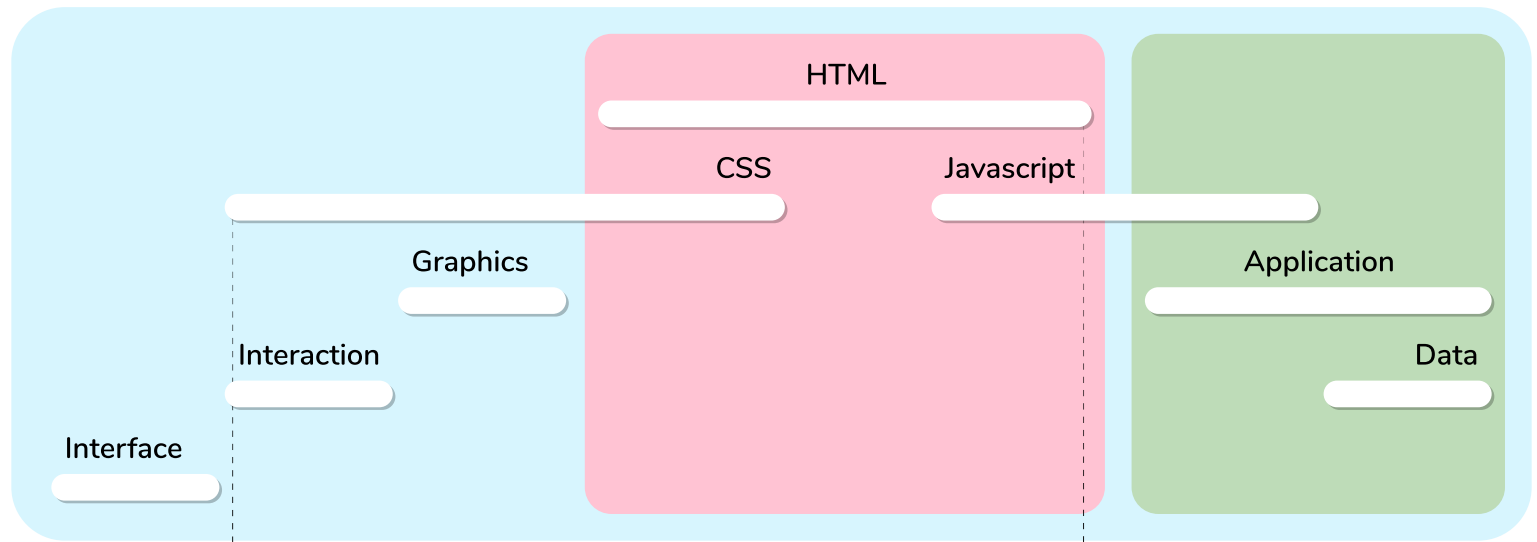 HTML
CSS
Javascript
Graphics
Application
Interaction
Data
Interface